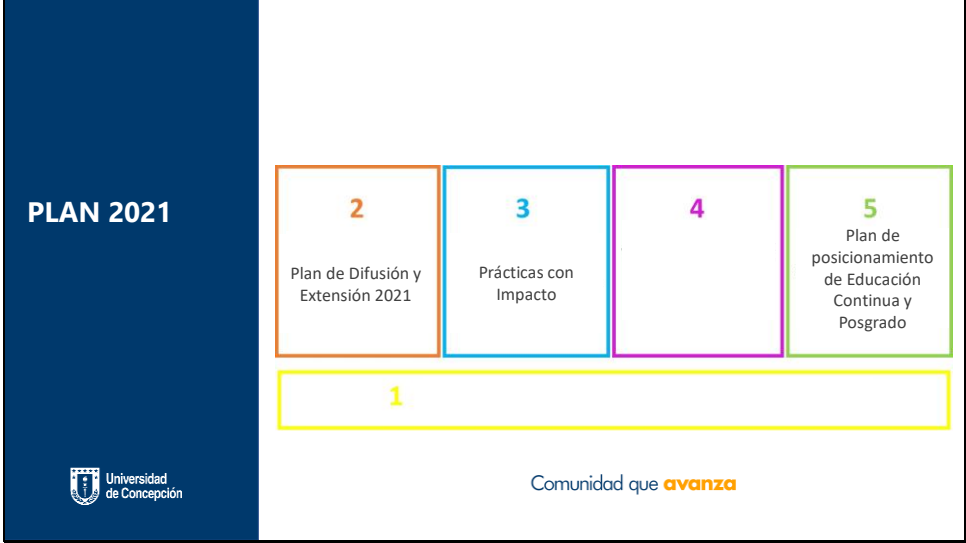 PLAN 2021
2
Plan de Difusión y
Extensión 2021
3
Prácticas con
Impacto
4
5
Plan de
posicionamiento
de Educación
Continua y
Posgrado
1
Universidad
de Concepción
Comunidad que avanza